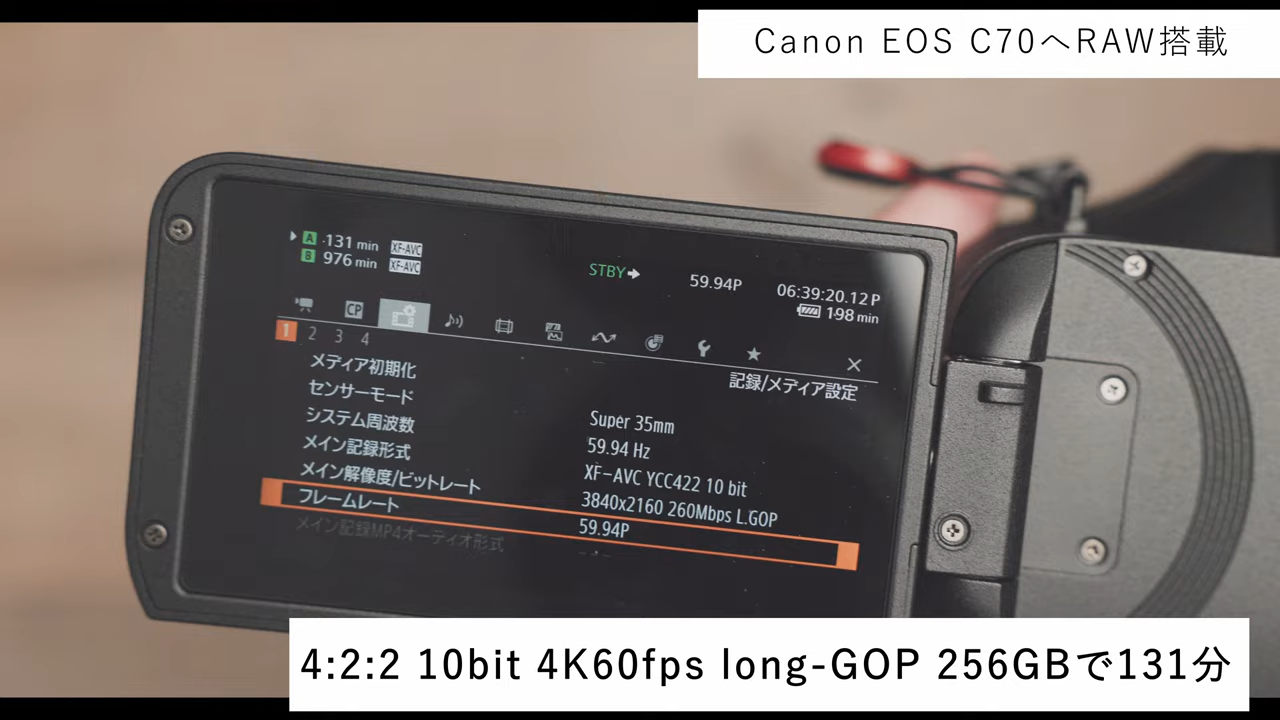 Canon EOS C70へRAW搭載
A 131 min XF-AVC
B 976 min XF-AVC
STBY
59.94P
06:39:20.12P
198 min
CP
1 2 3 4
記録/メディア設定
メディア初期化
センサーモード Super 35mm
システム周波数 59.94 Hz
メイン記録形式 XF-AVC YCC422 10 bit
メイン解像度/ビットレート 3840x2160 260Mbps L.GOP
フレームレート 59.94P
メイン記録MP4オーディオ形式
4:2:2 10bit 4K60fps long-GOP 256GBで131分